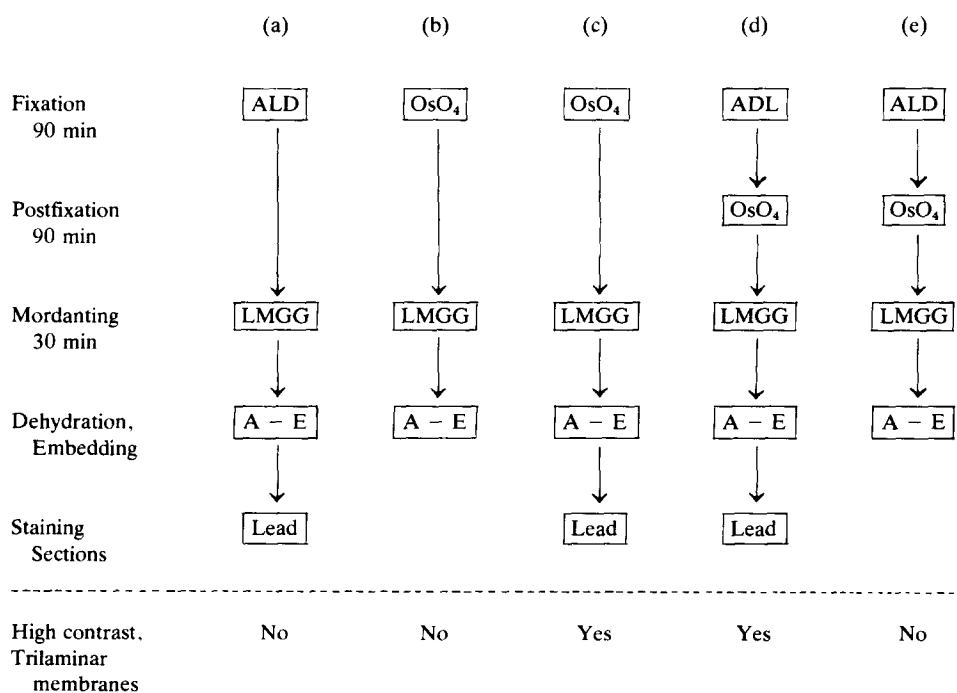 (a) (b) (c) (d) (e)
Fixation ALD OsO₄ OsO₄ ADL ALD
90 min
Postfixation OsO₄ OsO₄
90 min
Mordanting LMGG LMGG LMGG LMGG LMGG
30 min
Dehydration, A – E A – E A – E A – E A – E
Embedding
Staining Lead Lead Lead
Sections
High contrast, No No Yes Yes No
Trilaminar
membranes